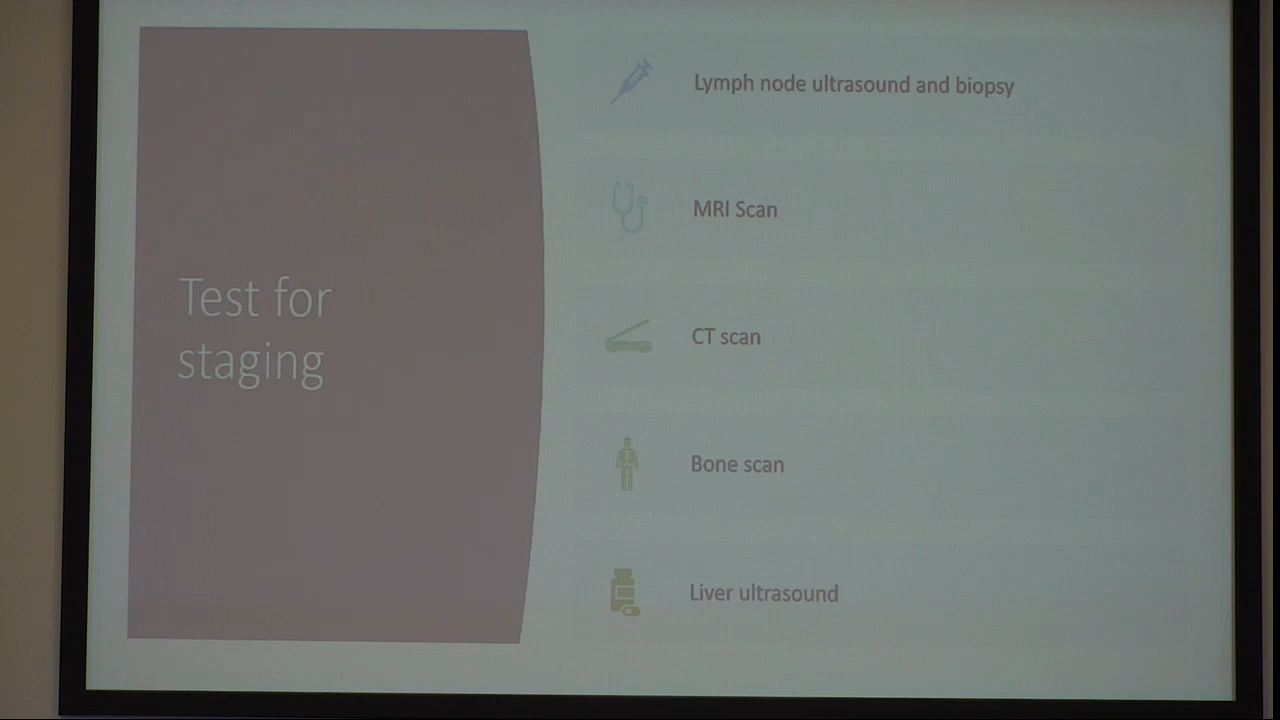 Test for
staging
Lymph node ultrasound and biopsy
MRI Scan
CT scan
Bone scan
Liver ultrasound